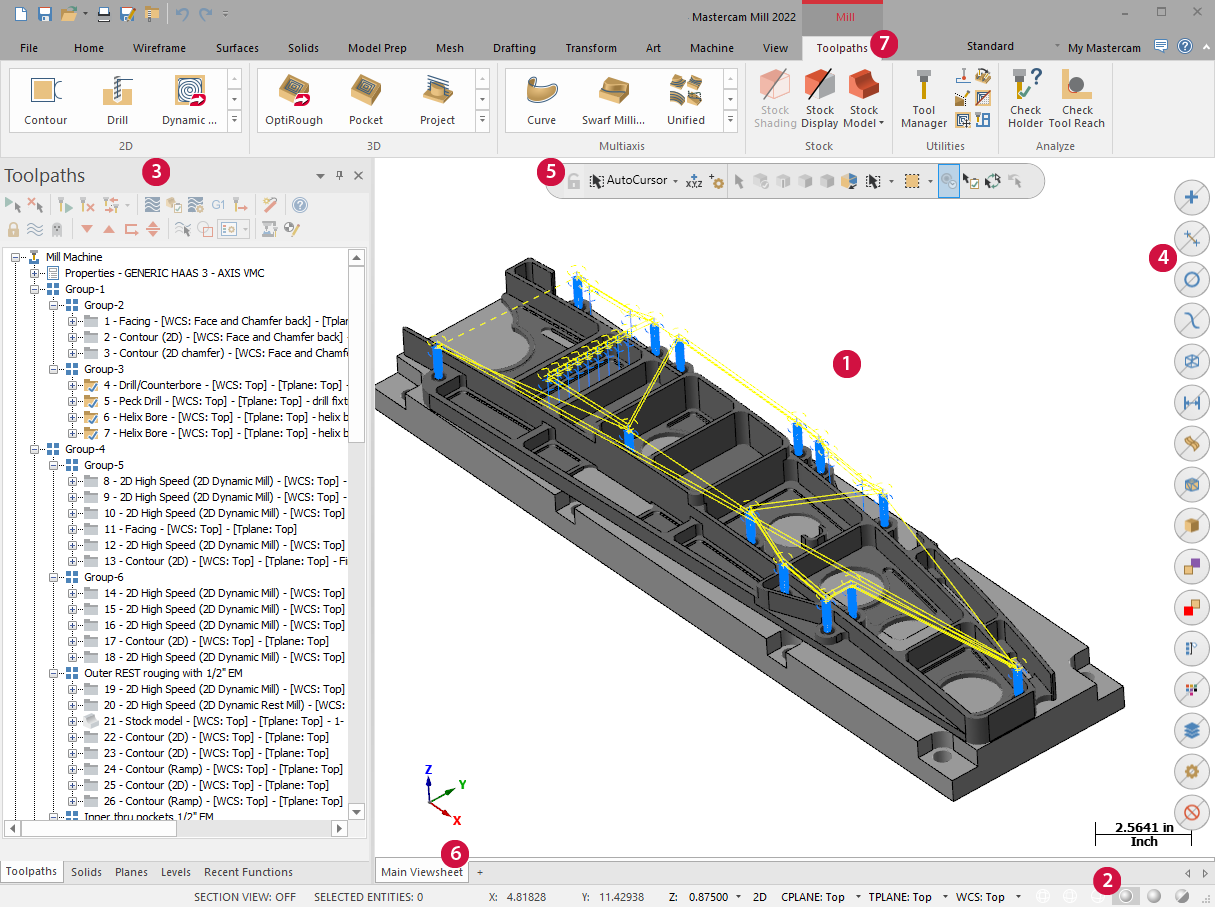 Mastercam Mill 2022
Mill
File
Home
Wireframe
Surfaces
Solids
Model Prep
Mesh
Drafting
Transform
Art
Machine
View
Toolpaths
7
Standard
My Mastercam
Contour
Drill
Dynamic ...
OptiRough
Pocket
Project
Curve
Swarf Milli...
Unified
Stock Shading
Stock Display
Stock Model
Tool Manager
Check Holder
Check Tool Reach
2D
3D
Multiaxis
Stock
Utilities
Analyze
Toolpaths
3
5
AutoCursor
XYZ
G1
Mill Machine
Properties - GENERIC HAAS 3 - AXIS VMC
Group-1
Group-2
1 - Facing - [WCS: Face and Chamfer back] - [Tplar
2 - Contour (2D) - [WCS: Face and Chamfer back]
3 - Contour (2D chamfer) - [WCS: Face and Chamf
Group-3
4 - Drill/Counterbore - [WCS: Top] - [Tplane: Top] -
5 - Peck Drill - [WCS: Top] - [Tplane: Top] - drill fixt
6 - Helix Bore - [WCS: Top] - [Tplane: Top] - helix b
7 - Helix Bore - [WCS: Top] - [Tplane: Top] - helix b
Group-4
Group-5
8 - 2D High Speed (2D Dynamic Mill) - [WCS: Top] -
9 - 2D High Speed (2D Dynamic Mill) - [WCS: Top] -
10 - 2D High Speed (2D Dynamic Mill) - [WCS: Top]
11 - Facing - [WCS: Top] - [Tplane: Top]
12 - 2D High Speed (2D Dynamic Mill) - [WCS: Top]
13 - Contour (2D) - [WCS: Top] - [Tplane: Top] - Fi
Group-6
14 - 2D High Speed (2D Dynamic Mill) - [WCS: Top]
15 - 2D High Speed (2D Dynamic Mill) - [WCS: Top]
16 - 2D High Speed (2D Dynamic Mill) - [WCS: Top]
17 - Contour (2D) - [WCS: Top] - [Tplane: Top]
18 - 2D High Speed (2D Dynamic Mill) - [WCS: Top]
Outer REST rouging with 1/2" EM
19 - 2D High Speed (2D Dynamic Mill) - [WCS: Top]
20 - 2D High Speed (2D Dynamic Rest Mill) - [WCS:
21 - Stock model - [WCS: Top] - [Tplane: Top] - 1-
22 - Contour (2D) - [WCS: Top] - [Tplane: Top]
23 - Contour (2D) - [WCS: Top] - [Tplane: Top]
24 - Contour (Ramp) - [WCS: Top] - [Tplane: Top]
25 - Contour (2D) - [WCS: Top] - [Tplane: Top]
26 - Contour (Ramp) - [WCS: Top] - [Tplane: Top]
Inner thru pockets 1/2" EM
1
4
Z
Y
X
2.5641 in
Inch
6
Toolpaths
Solids
Planes
Levels
Recent Functions
Main Viewsheet
+
2
SECTION VIEW: OFF
SELECTED ENTITIES: 0
X: 4.81828
Y: 11.42938
Z: 0.87500
2D
CPLANE: Top
TPLANE: Top
WCS: Top